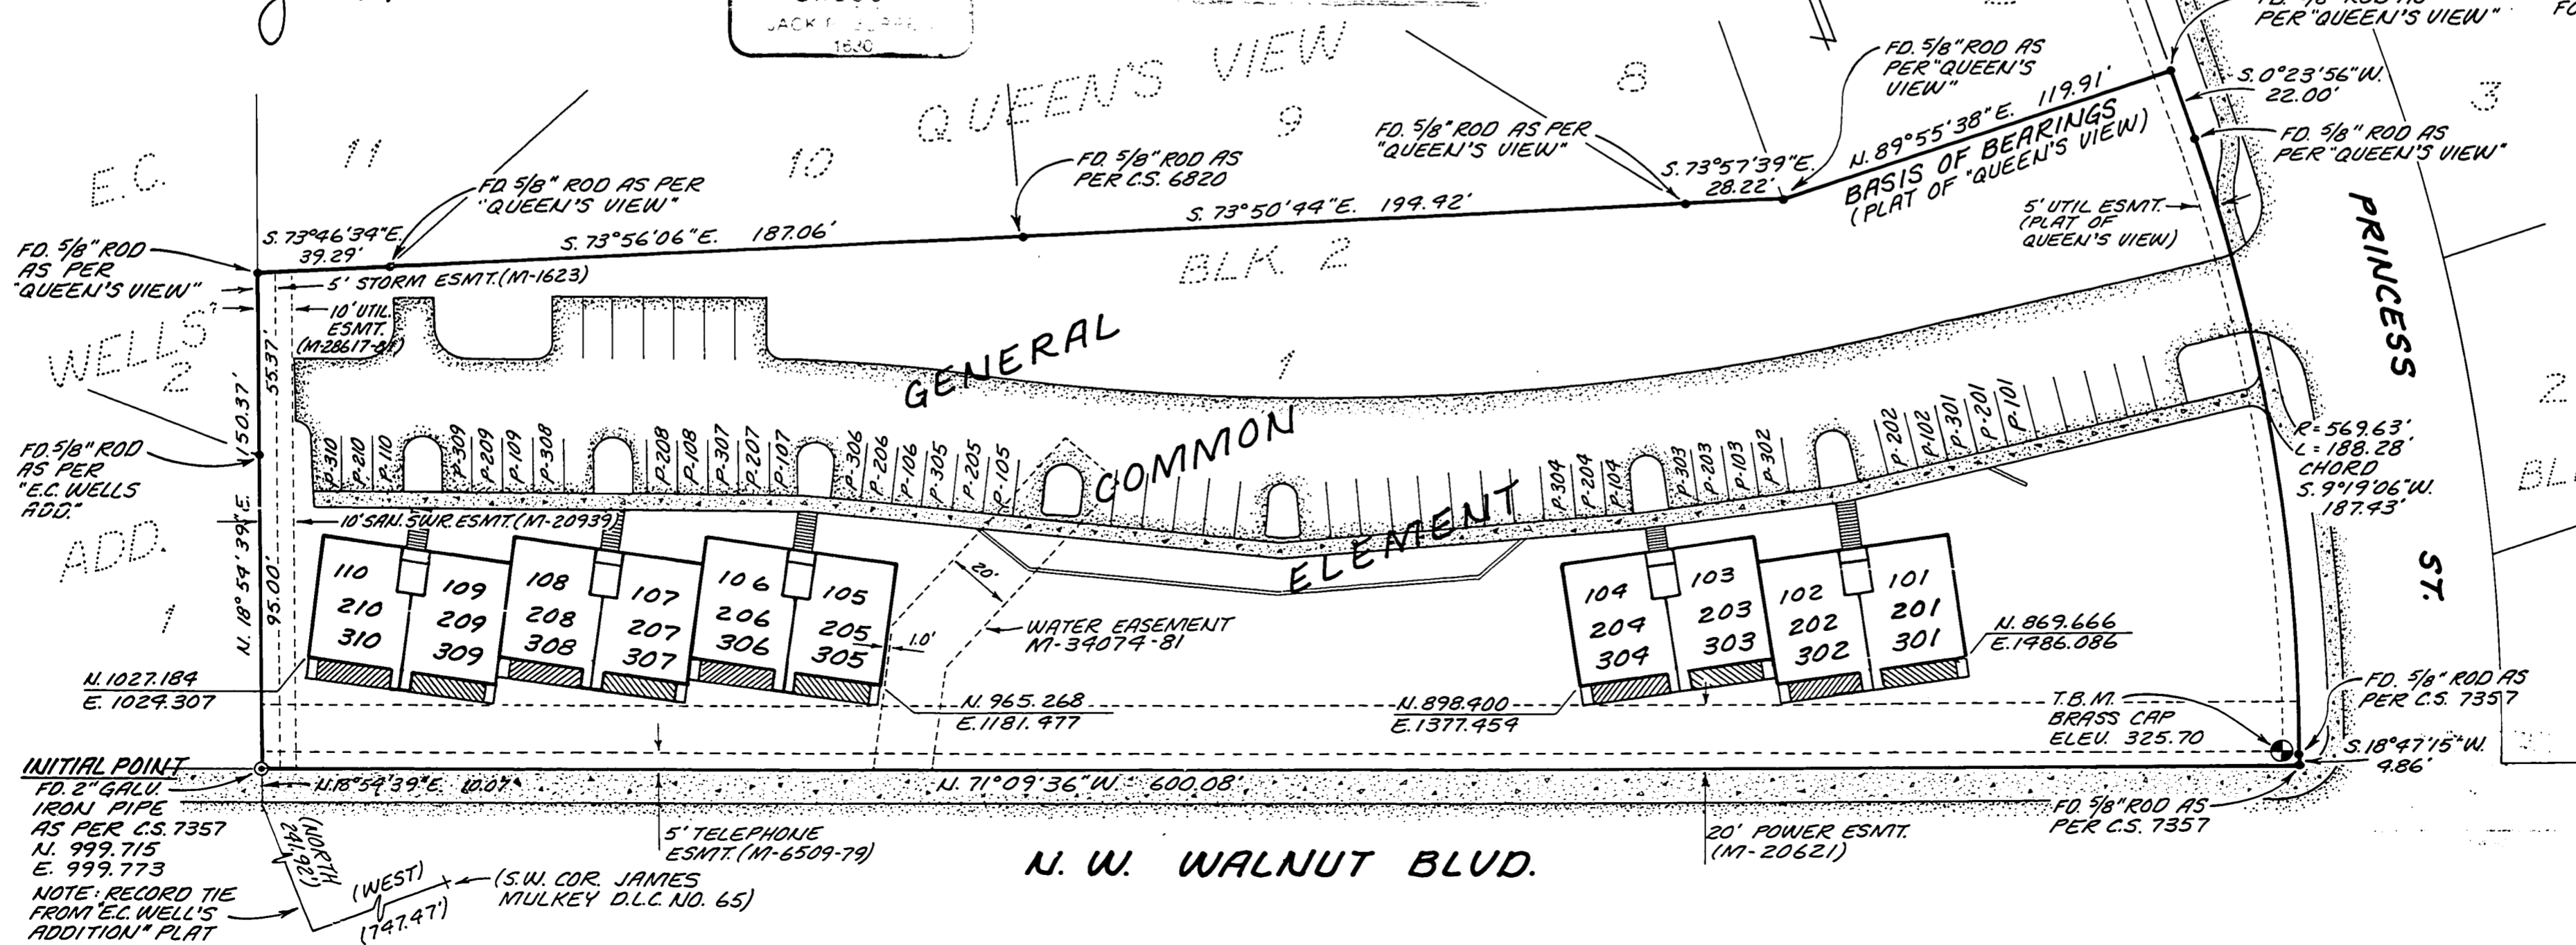 1630
QUEEN'S VIEW
PER "QUEEN'S VIEW"
FD. 5/8" ROD AS
PER "QUEEN'S
VIEW"
S. 0°23'56"W.
22.00'
N. 89°55'38"E. 119.91'
BASIS OF BEARINGS
(PLAT OF "QUEEN'S VIEW")
FD. 5/8" ROD AS
PER "QUEEN'S VIEW"
3
8
9
10
11
E.C.
WELLS'
2
ADD.
1
FD. 5/8" ROD AS PER
"QUEEN'S VIEW"
FD. 5/8" ROD AS
PER C.S. 6820
FD. 5/8" ROD AS PER
"QUEEN'S VIEW"
S. 73°57'39"E.
28.22'
5' UTIL ESMT.
(PLAT OF
QUEEN'S VIEW)
FD. 5/8" ROD
AS PER
"QUEEN'S VIEW"
S. 73°46'34"E.
39.29'
S. 73°56'06"E. 187.06'
S. 73°50'44"E. 194.42'
BLK. 2
1
5' STORM ESMT. (M-1623)
10' UTIL.
ESMT.
PRINCESS
ST.
2
GENERAL
COMMON
ELEMENT
55.37'
150.37'
95.00'
N. 18°54'39"E.
FD. 5/8" ROD
AS PER
"E.C. WELLS
ADD."
P-310
P-210
P-110
P-309
P-209
P-109
P-308
P-208
P-108
P-307
P-207
P-107
P-306
P-206
P-106
P-305
P-205
P-105
P-304
P-204
P-104
P-303
P-203
P-103
P-302
P-202
P-102
P-301
P-201
P-101
R=569.63'
L=188.28'
CHORD
S. 9°19'06"W.
187.43'
10' SAN. SWR ESMT (M-20939)
110
210
310
109
209
309
108
208
308
107
207
307
106
206
306
105
205
305
1.0'
20'
WATER EASEMENT
M-34074-81
104
204
304
103
203
303
102
202
302
101
201
301
N. 869.666
E. 1486.086
N. 1027.184
E. 1024.307
N. 965.268
E. 1181.477
N. 898.400
E. 1377.454
T.B.M.
BRASS CAP
ELEV. 325.70
FD. 5/8" ROD AS
PER C.S. 7357
S. 18°47'15"W.
4.86'
INITIAL POINT
FD. 2" GALV.
IRON PIPE
AS PER C.S. 7357
N. 999.715
E. 999.773
NOTE: RECORD TIE
FROM "E.C. WELL'S
ADDITION" PLAT
N. 18°54'39"E. 10.07'
N. 71°09'36"W. 600.08'
FD. 5/8" ROD AS
PER C.S. 7357
(NORTH
241.92')
(WEST)
(747.47')
(S.W. COR. JAMES
MULKEY D.L.C. NO. 65)
5' TELEPHONE
ESMT. (M-6509-79)
N. W. WALNUT BLVD.
20' POWER ESMT.
(M-20621)